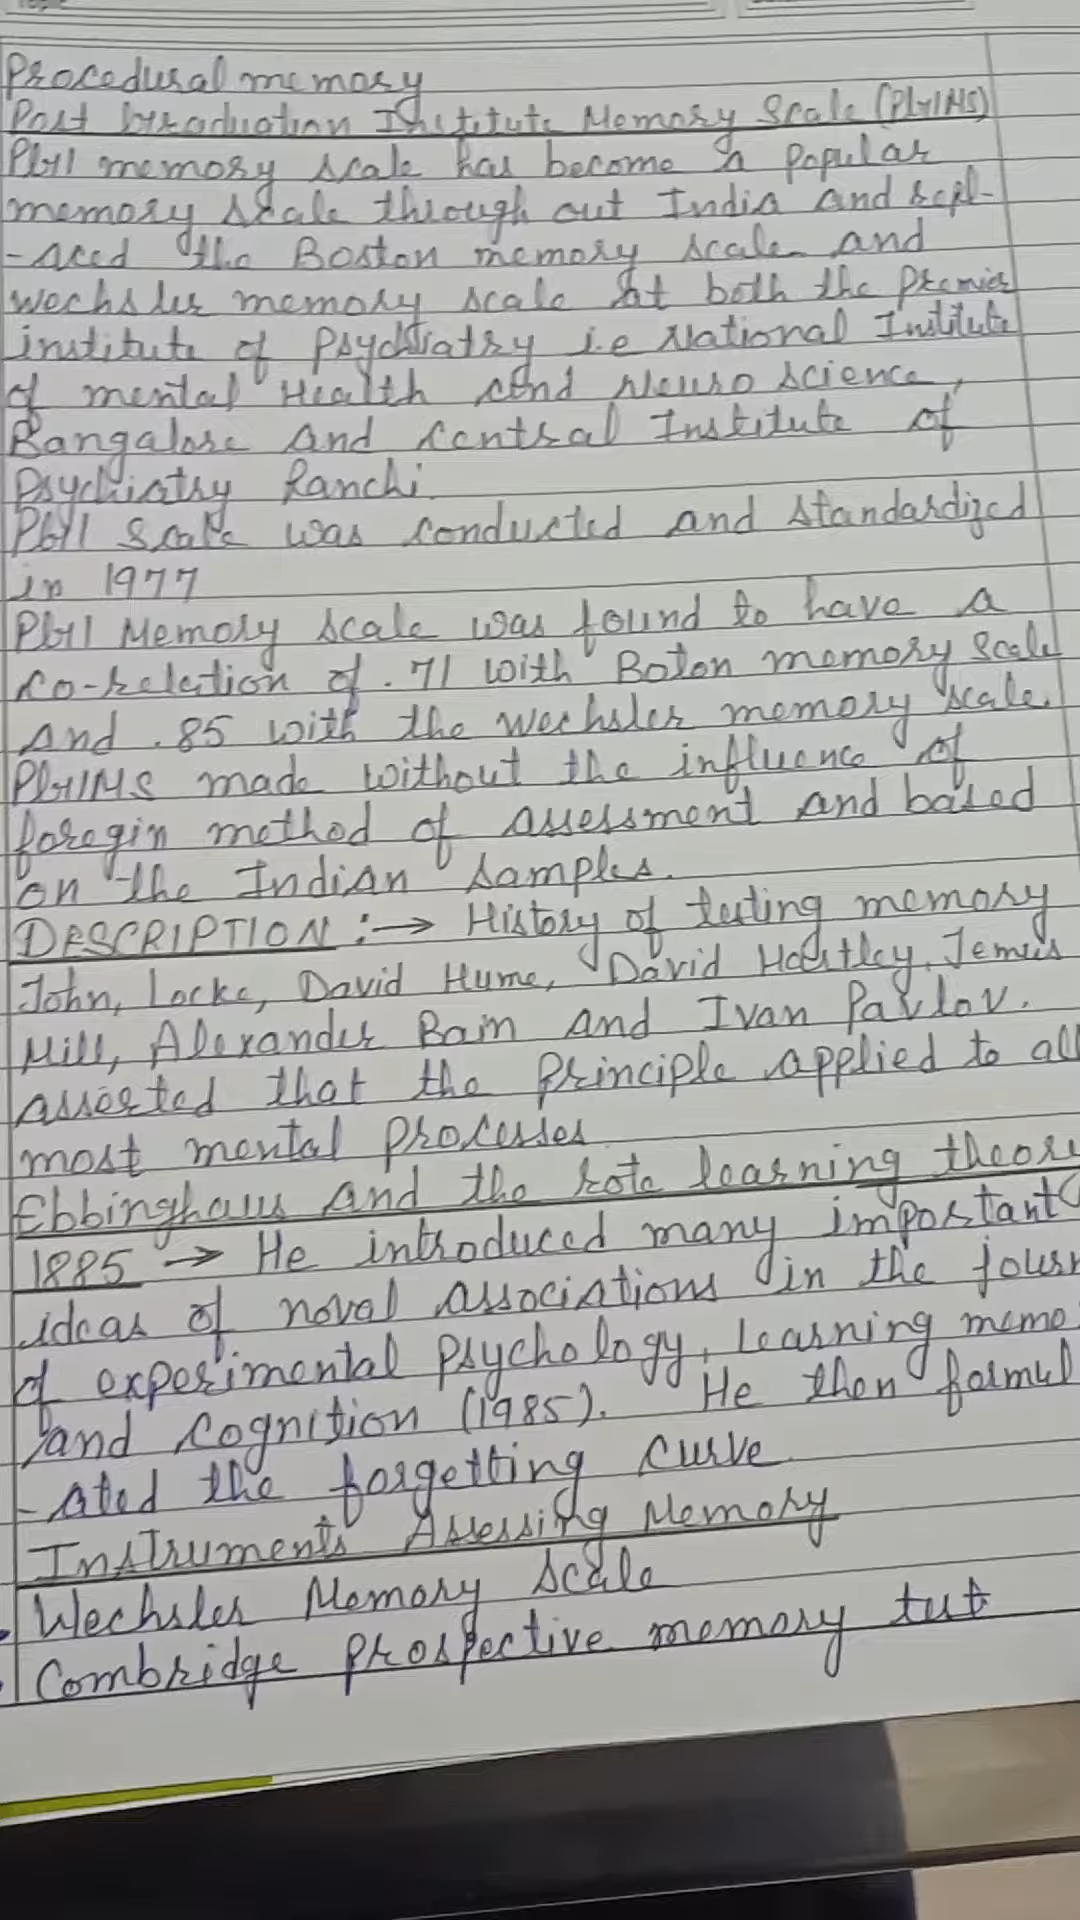 Procedural memory
Post Graduation Institute Memory Scale (PGIMS)
PGI memory scale has become a popular
memory scale through out India and repl-
-aced the Boston memory scale and
wechsler memory scale at both the Premier
institute of Psychiatry i.e National Institute
of mental Health and Neuro science,
Bangalore and Central Institute of
Psychiatry Ranchi.
PGI Scale was conducted and standardized
in 1977
PGI Memory scale was found to have a
co-relation of .71 with Boton memory scale
and .85 with the wechsler memory scale.
PGIMS made without the influence of
foregin method of assessment and based
on the Indian samples.
DESCRIPTION :→ History of testing memory
John, Locke, David Hume, David Hartley, Jemes
Mill, Alexander Bain and Ivan Pavlov.
asserted that the principle applied to all
most mental processes
Ebbinghaus and the rote learning theore
1885 → He introduced many important
ideas of noval associations in the journ
of experimental psychology, learning memo
and cognition (1985). He then formul
-ated the forgetting curve
Instruments Assessing Memory
Wechsler Memory Scale
Combridge prospective memory test